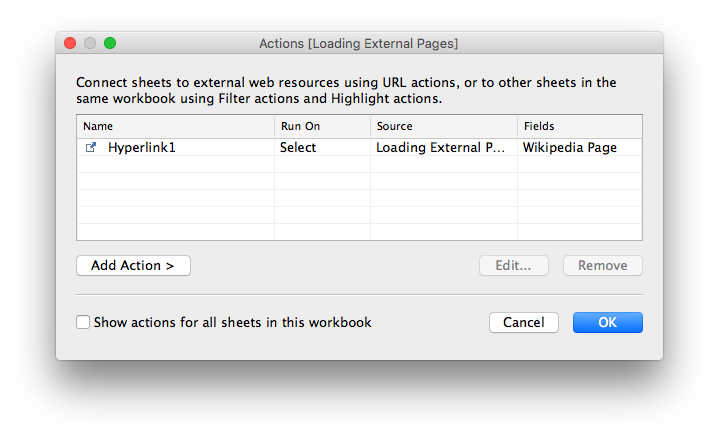 Actions [Loading External Pages]
Connect sheets to external web resources using URL actions, or to other sheets in the
same workbook using Filter actions and Highlight actions.
Name Run On Source Fields
Hyperlink1 Select Loading External P... Wikipedia Page
Add Action > Edit... Remove
Show actions for all sheets in this workbook Cancel OK